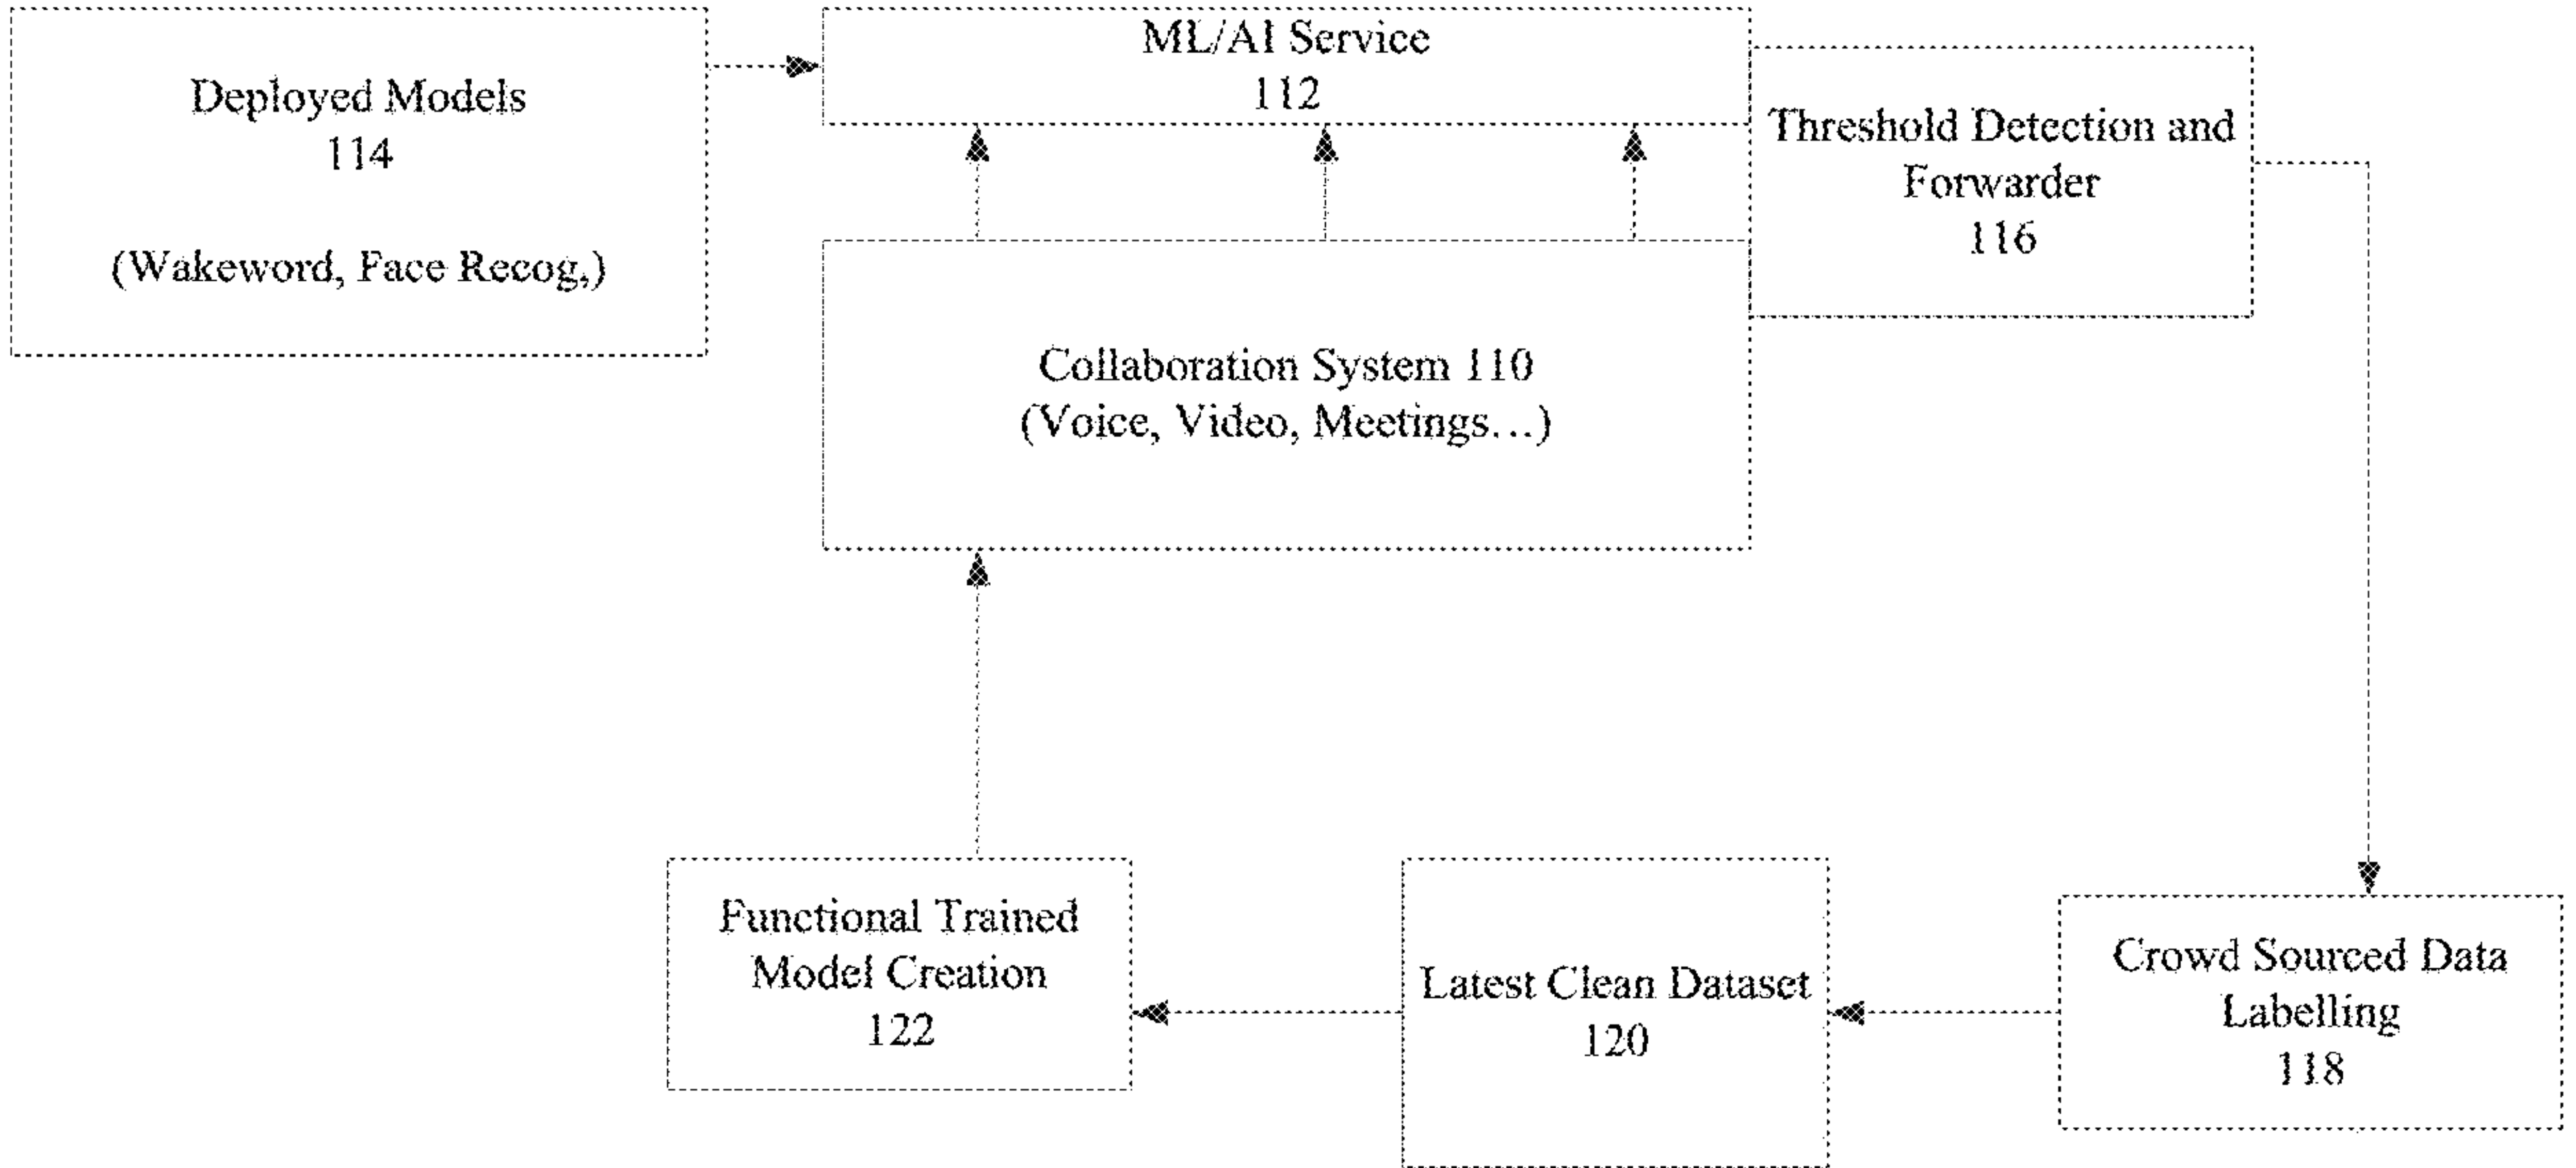 Deployed Models
114
(Wakeword, Face Recog,)
ML/AI Service
112
Threshold Detection and
Forwarder
116
Collaboration System 110
(Voice, Video, Meetings...)
Functional Trained
Model Creation
122
Latest Clean Dataset
120
Crowd Sourced Data
Labelling
118